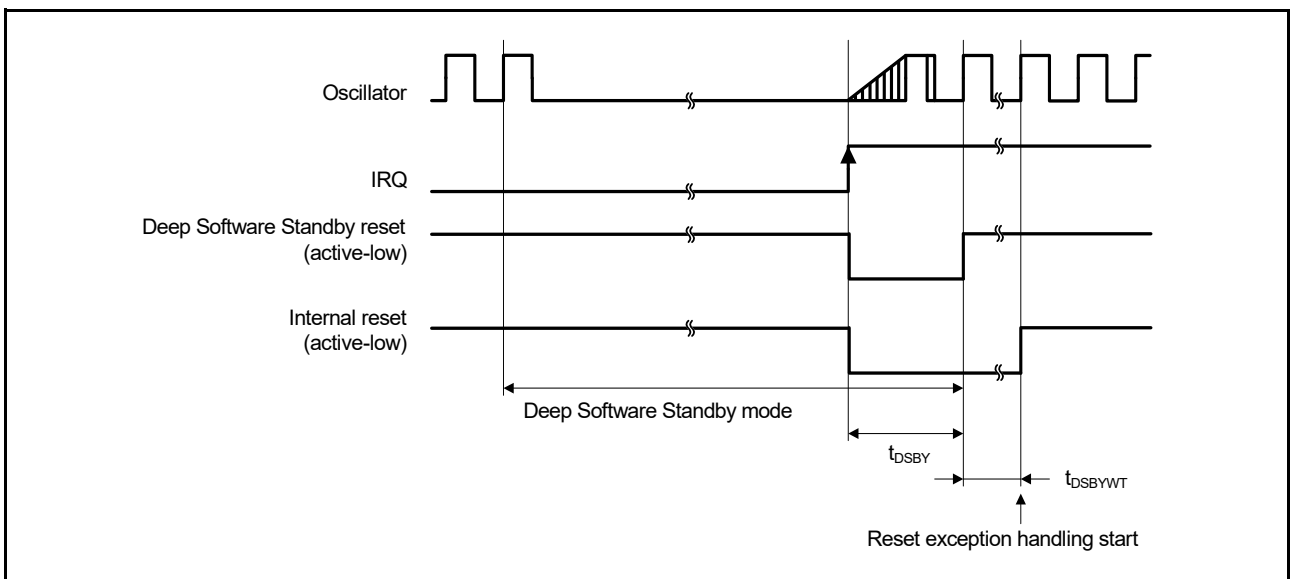 Oscillator
IRQ
Deep Software Standby reset
(active-low)
Internal reset
(active-low)
Deep Software Standby mode
tDSBY
tDSBYWT
Reset exception handling start